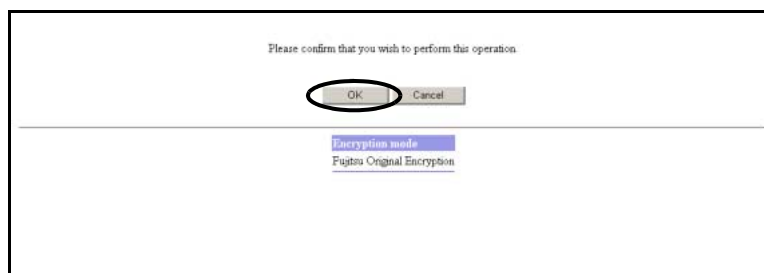 Please confirm that you wish to perform this operation.
OK Cancel
Encryption mode
Fujitsu Original Encryption